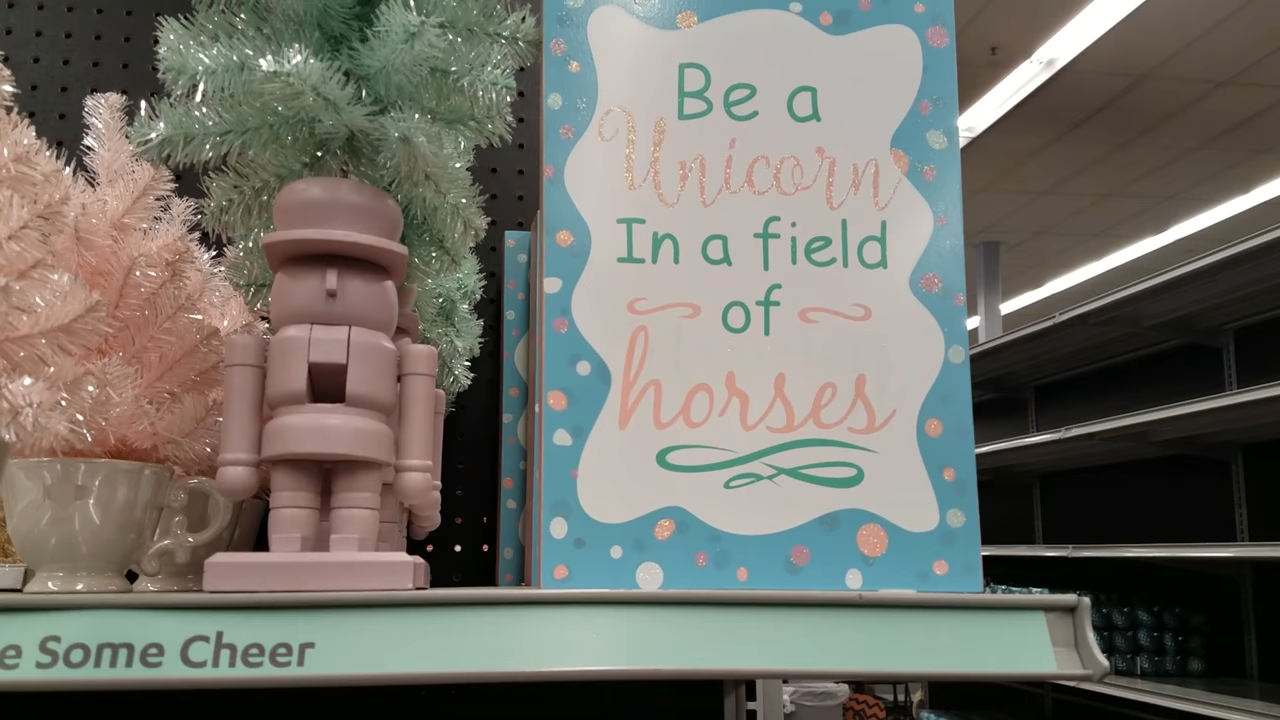 Be a
Unicorn
In a field
of
horses
e Some Cheer